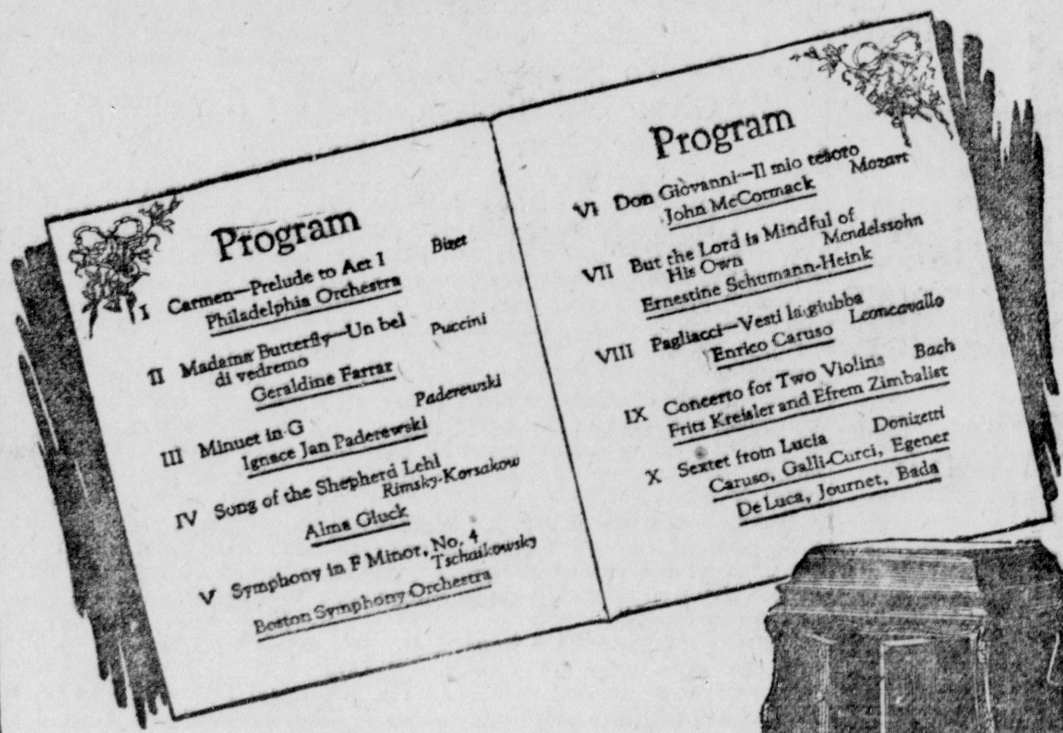 Program
I Carmen—Prelude to Act I Bizet
Philadelphia Orchestra
II Madama Butterfly—Un bel Puccini
di vedremo
Geraldine Farrar
III Minuet in G Paderewski
Ignace Jan Paderewski
IV Song of the Shepherd Lehl
Rimsky-Korsakow
Alma Gluck
V Symphony in F Minor, No. 4
Tschaikowsky
Boston Symphony Orchestra
Program
VI Don Giovanni—Il mio tesoro
Mozart
John McCormack
VII But the Lord is Mindful of
His Own Mendelssohn
Ernestine Schumann-Heink
VIII Pagliacci—Vesti la giubba
Leoncavallo
Enrico Caruso
IX Concerto for Two Violins Bach
Fritz Kreisler and Efrem Zimbalist
X Sextet from Lucia Donizetti
Caruso, Galli-Curci, Egener
De Luca, Journet, Bada